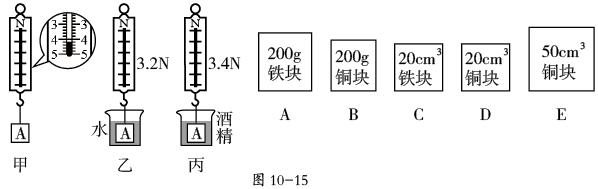 N N N
3 3
4 4
5 5
3.2N 3.4N
A 水 A A 酒精
甲 乙 丙
200g 铁块
200g 铜块
20cm³ 铁块
20cm³ 铜块
50cm³ 铜块
A B C D E
图 10-15